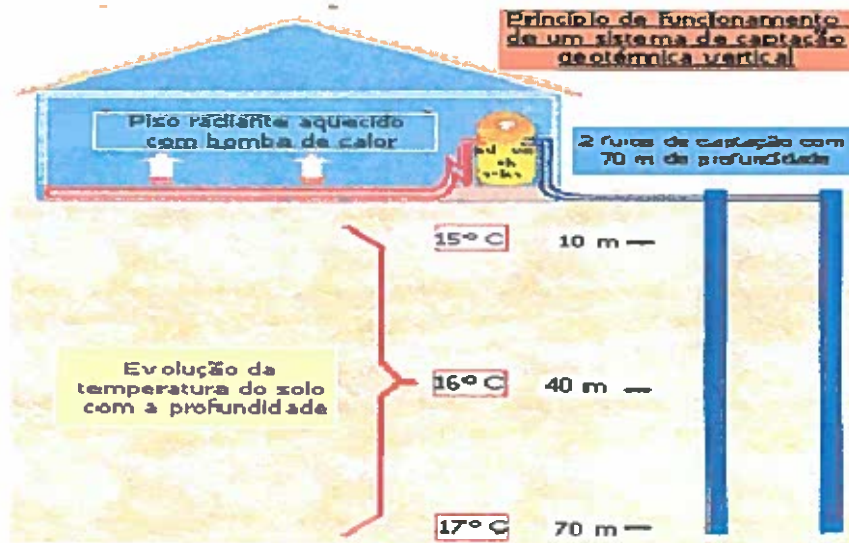 Princípio de funcionamento
de um sistema de captação
geotérmica vertical
Piso radiante aquecido
com bomba de calor
2 furos de captação com
70 m de profundidade
15º C 10 m
Evolução da
temperatura do solo
com a profundidade
16º C 40 m
17º C 70 m